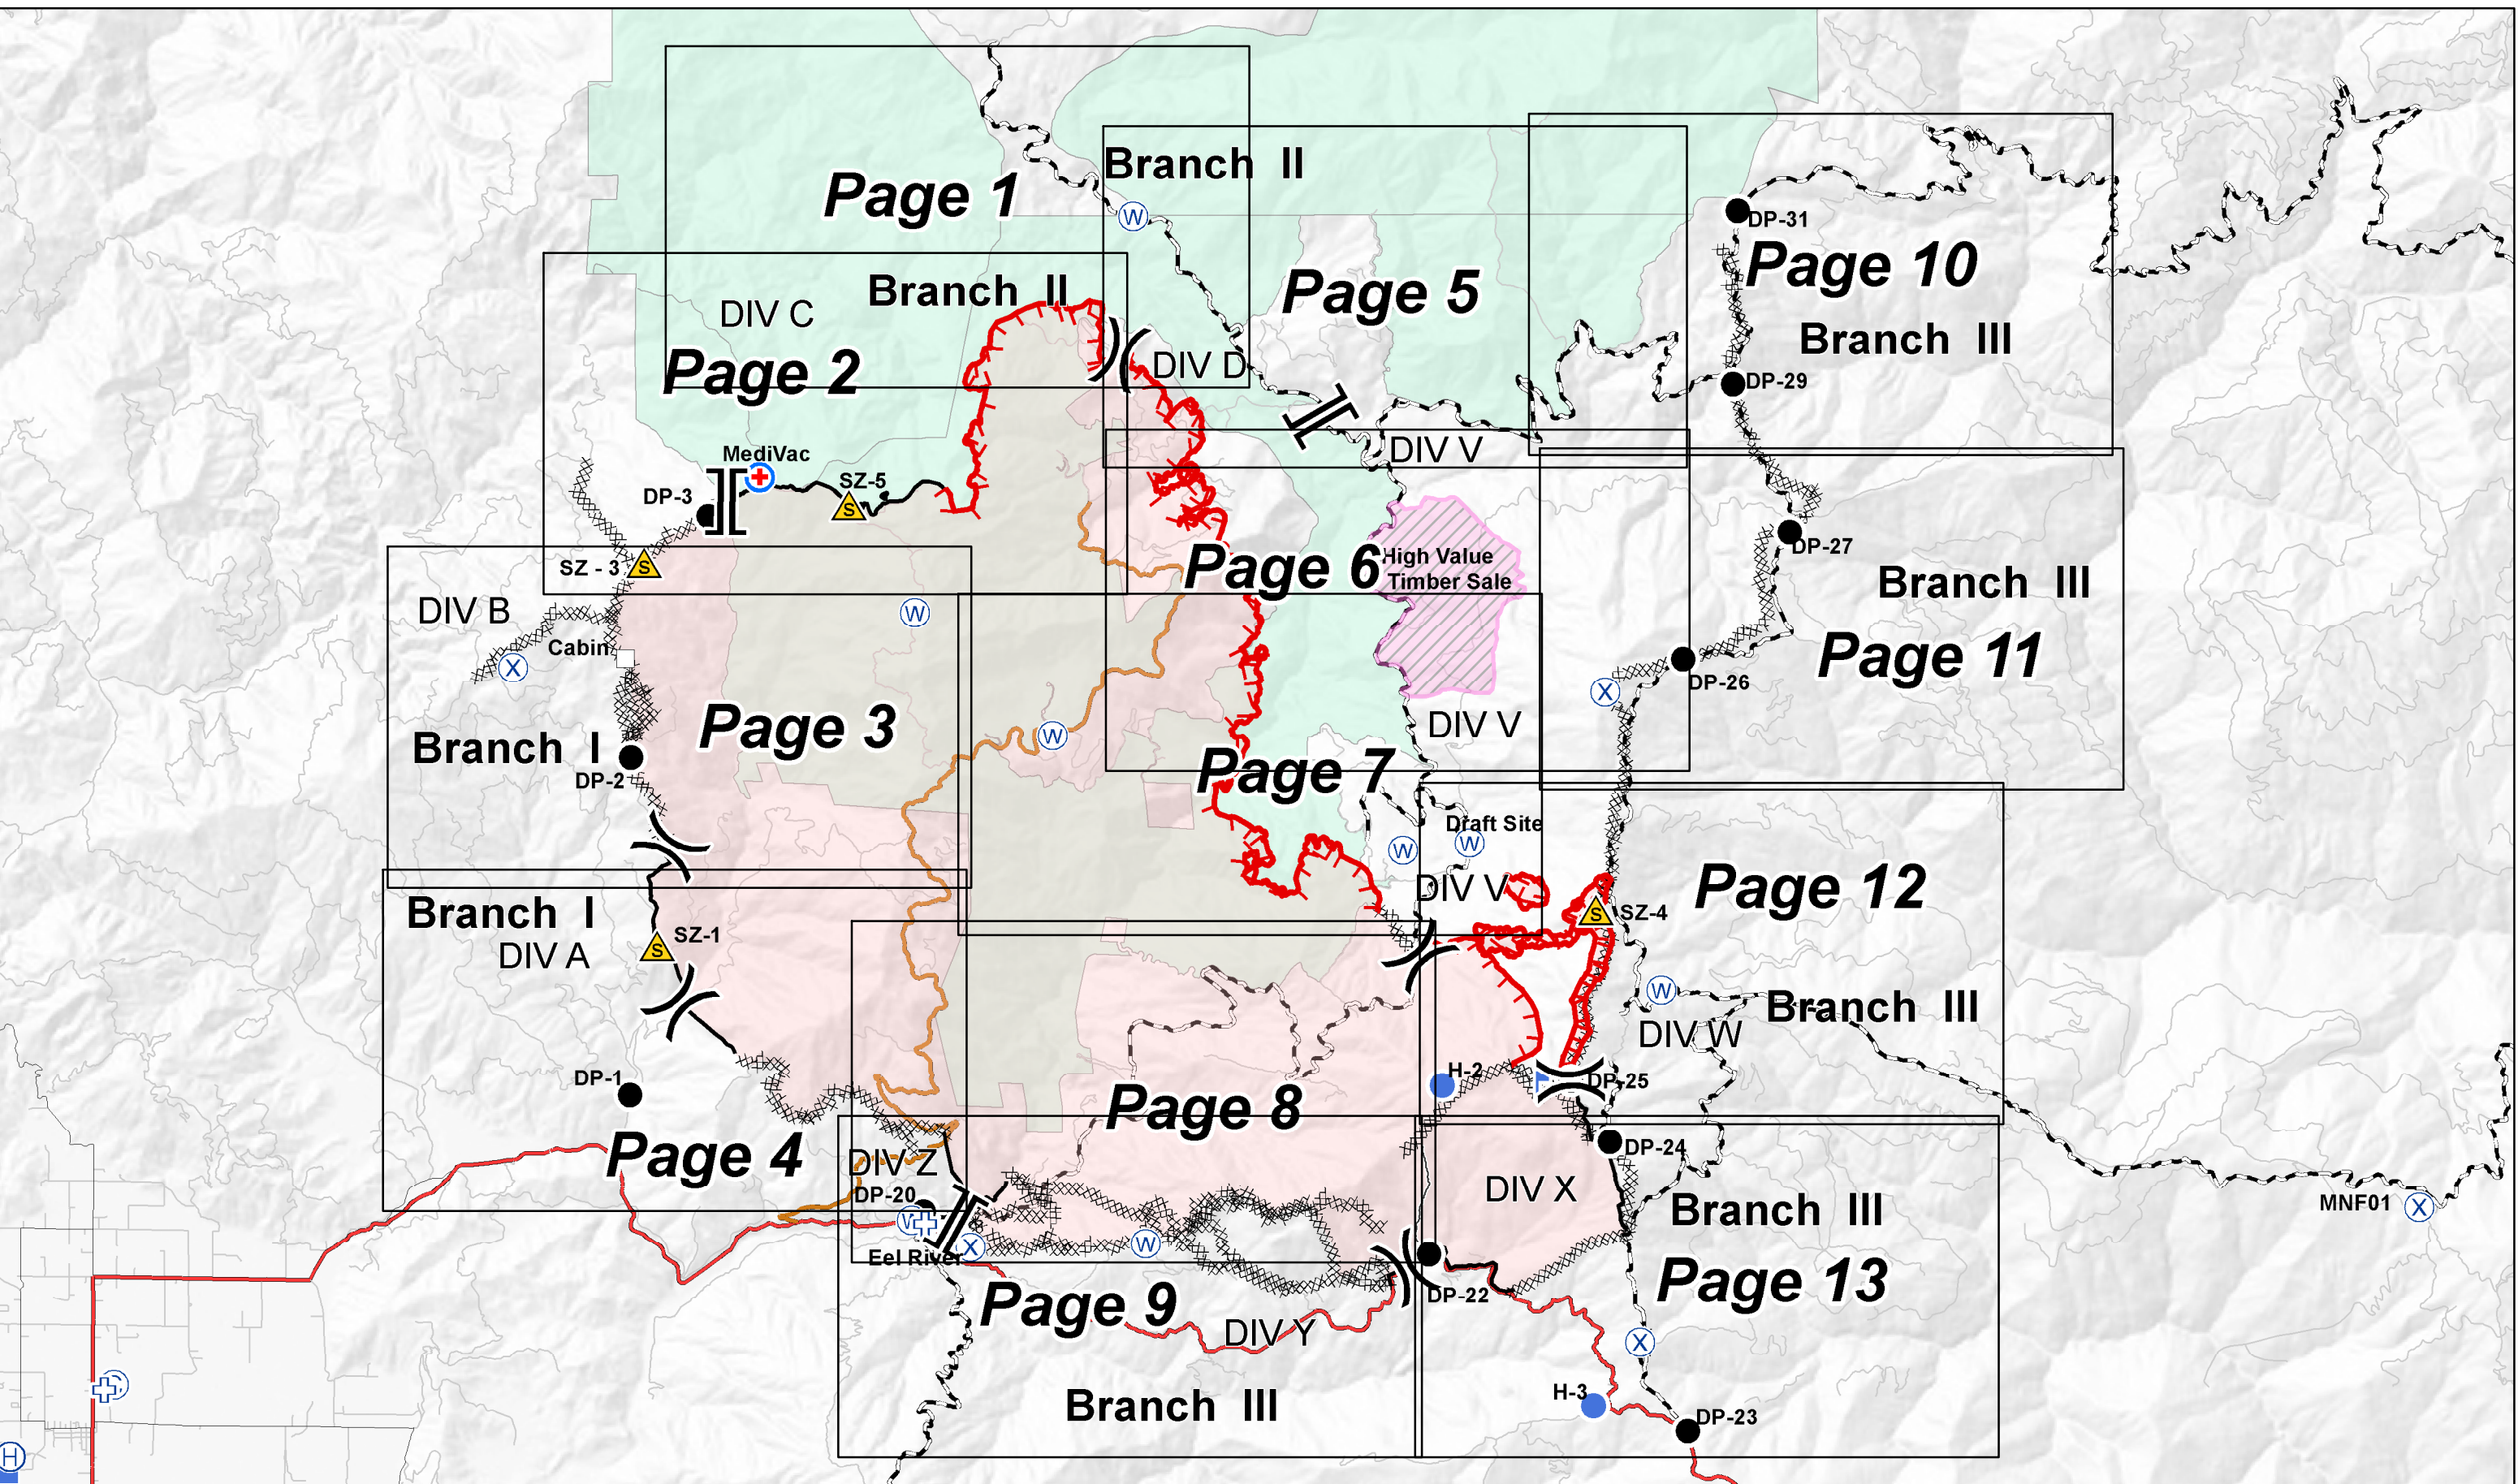 Branch II
W
Page 1
DP-31
Page 10
Branch II
Page 5
DIV C
Branch III
DIV D
Page 2
DP-29
MediVac
DIV V
SZ-5
S
DP-3
High Value
Timber Sale
DP-27
Page 6
SZ - 3
S
Branch III
DIV B
W
Cabin
X
Page 11
DP-26
X
Page 3
DIV V
Branch I
W
DP-2
Page 7
Draft Site
W
W
Page 12
DIV V
Branch I
S
SZ-4
SZ-1
S
DIV A
W
Branch III
DIV W
H-2
DP-1
DP-25
Page 8
DP-24
Page 4
DIV Z
DIV X
DP-20
MNF01
X
Branch III
W
Eel River
X
W
Page 13
DP-22
Page 9
DIV Y
X
H-3
Branch III
DP-23
H